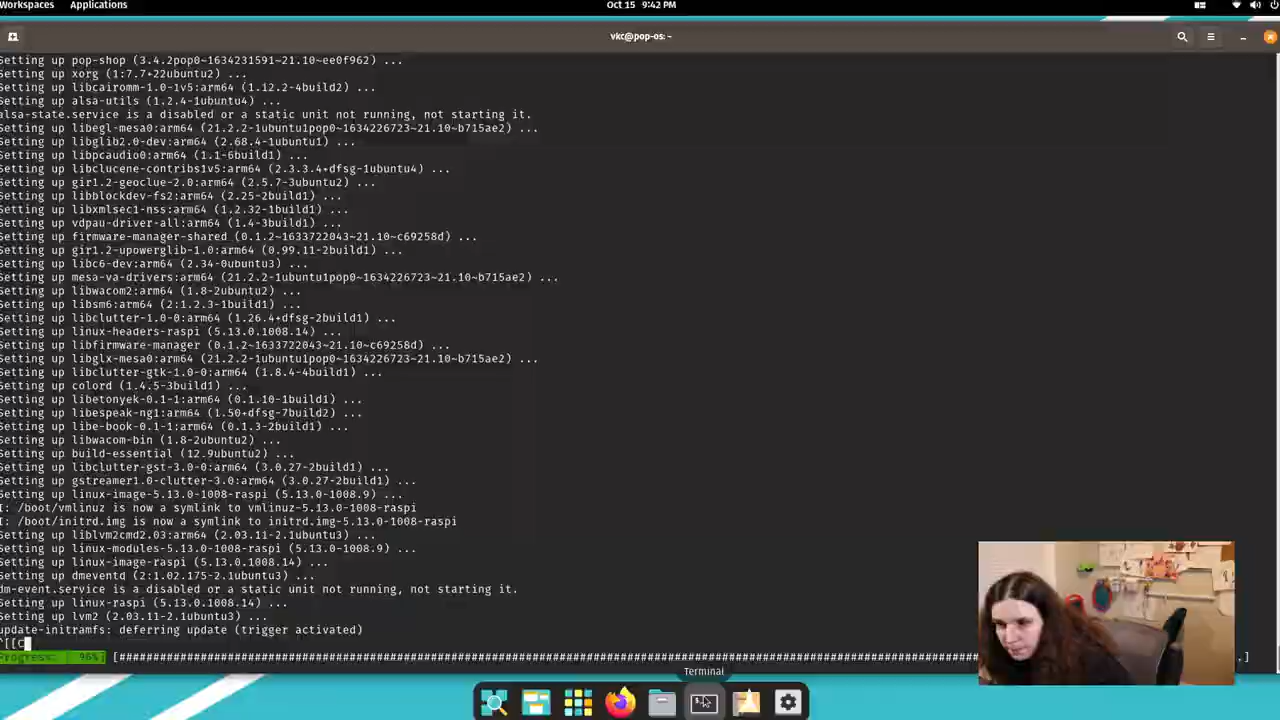 Workspaces Applications Oct 15 9:42 PM
vkc@pop-os: ~
Setting up pop-shop (3.4.2pop0~1634231591~21.10~ee0f962) ...
Setting up xorg (1:7.7+22ubuntu2) ...
Setting up libcairomm-1.0-1v5:arm64 (1.12.2-4build2) ...
Setting up alsa-utils (1.2.4-1ubuntu4) ...
alsa-state.service is a disabled or a static unit not running, not starting it.
Setting up libegl-mesa0:arm64 (21.2.2-1ubuntu1pop0~1634226723~21.10~b715ae2) ...
Setting up libglib2.0-dev:arm64 (2.68.4-1ubuntu1) ...
Setting up libpcaudio0:arm64 (1.1-6build1) ...
Setting up libclucene-contribs1v5:arm64 (2.3.3.4+dfsg-1ubuntu4) ...
Setting up gir1.2-geoclue-2.0:arm64 (2.5.7-3ubuntu2) ...
Setting up libblockdev-fs2:arm64 (2.25-2build1) ...
Setting up libxmlsec1-nss:arm64 (1.2.32-1build1) ...
Setting up vdpau-driver-all:arm64 (1.4-3build1) ...
Setting up firmware-manager-shared (0.1.2~1633722043~21.10~c69258d) ...
Setting up gir1.2-upowerglib-1.0:arm64 (0.99.11-2build1) ...
Setting up libc6-dev:arm64 (2.34-0ubuntu3) ...
Setting up mesa-va-drivers:arm64 (21.2.2-1ubuntu1pop0~1634226723~21.10~b715ae2) ...
Setting up libwacom2:arm64 (1.8-2ubuntu2) ...
Setting up libsm6:arm64 (2:1.2.3-1build1) ...
Setting up libclutter-1.0-0:arm64 (1.26.4+dfsg-2build1) ...
Setting up linux-headers-raspi (5.13.0.1008.14) ...
Setting up libfirmware-manager (0.1.2~1633722043~21.10~c69258d) ...
Setting up libglx-mesa0:arm64 (21.2.2-1ubuntu1pop0~1634226723~21.10~b715ae2) ...
Setting up libclutter-gtk-1.0-0:arm64 (1.8.4-4build1) ...
Setting up colord (1.4.5-3build1) ...
Setting up libetonyek-0.1-1:arm64 (0.1.10-1build1) ...
Setting up libespeak-ng1:arm64 (1.50+dfsg-7build2) ...
Setting up libe-book-0.1-1:arm64 (0.1.3-2build1) ...
Setting up libwacom-bin (1.8-2ubuntu2) ...
Setting up build-essential (12.9ubuntu2) ...
Setting up libclutter-gst-3.0-0:arm64 (3.0.27-2build1) ...
Setting up gstreamer1.0-clutter-3.0:arm64 (3.0.27-2build1) ...
Setting up linux-image-5.13.0-1008-raspi (5.13.0-1008.9) ...
I: /boot/vmlinuz is now a symlink to vmlinuz-5.13.0-1008-raspi
I: /boot/initrd.img is now a symlink to initrd.img-5.13.0-1008-raspi
Setting up liblvm2cmd2.03:arm64 (2.03.11-2.1ubuntu3) ...
Setting up linux-modules-5.13.0-1008-raspi (5.13.0-1008.9) ...
Setting up linux-image-raspi (5.13.0.1008.14) ...
Setting up dmeventd (2:1.02.175-2.1ubuntu3) ...
dm-event.service is a disabled or a static unit not running, not starting it.
Setting up linux-raspi (5.13.0.1008.14) ...
Setting up lvm2 (2.03.11-2.1ubuntu3) ...
update-initramfs: deferring update (trigger activated)
^[[C
Progress: [ 96%]
Terminal